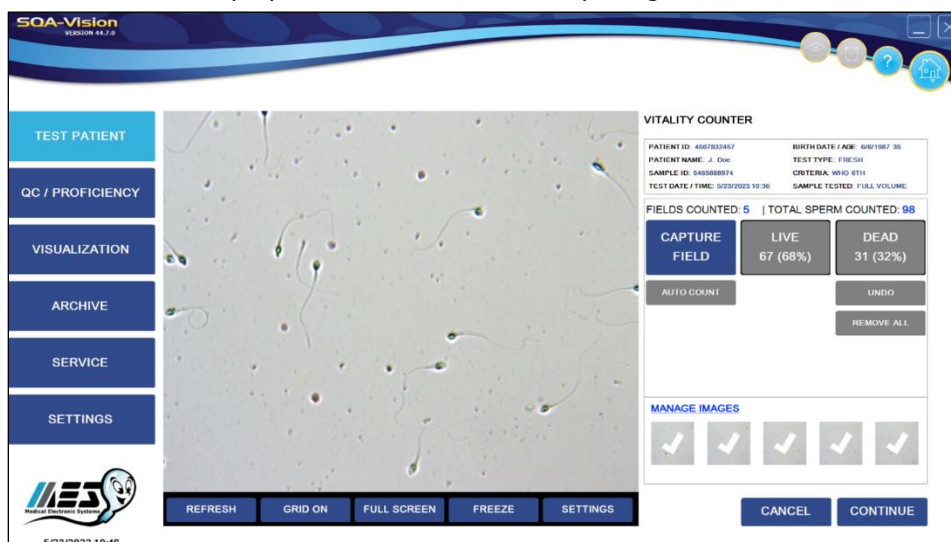 SQA-Vision
VERSION 44.7.0
?
TEST PATIENT
QC / PROFICIENCY
VISUALIZATION
ARCHIVE
SERVICE
SETTINGS
MES
Medical Electronic Systems
REFRESH
GRID ON
FULL SCREEN
FREEZE
SETTINGS
VITALITY COUNTER
PATIENT ID: 4567832457 BIRTH DATE / AGE: 6/6/1987 35
PATIENT NAME: J. Doe TEST TYPE: FRESH
SAMPLE ID: 5465088974 CRITERIA: WHO 6TH
TEST DATE / TIME: 5/23/2023 10:36 SAMPLE TESTED: FULL VOLUME
FIELDS COUNTED: 5 | TOTAL SPERM COUNTED: 98
CAPTURE
FIELD
LIVE
67 (68%)
DEAD
31 (32%)
AUTO COUNT
UNDO
REMOVE ALL
MANAGE IMAGES
CANCEL
CONTINUE